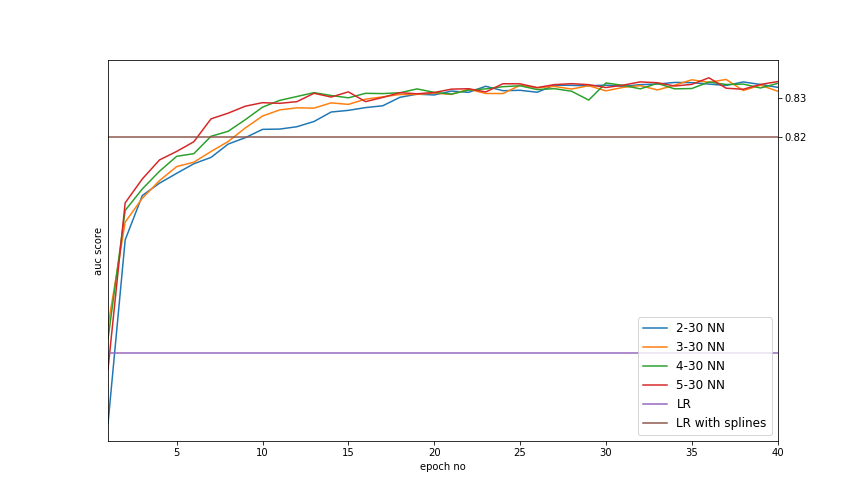 0.83
0.82
auc score
2-30 NN
3-30 NN
4-30 NN
5-30 NN
LR
LR with splines
5 10 15 20 25 30 35 40
epoch no